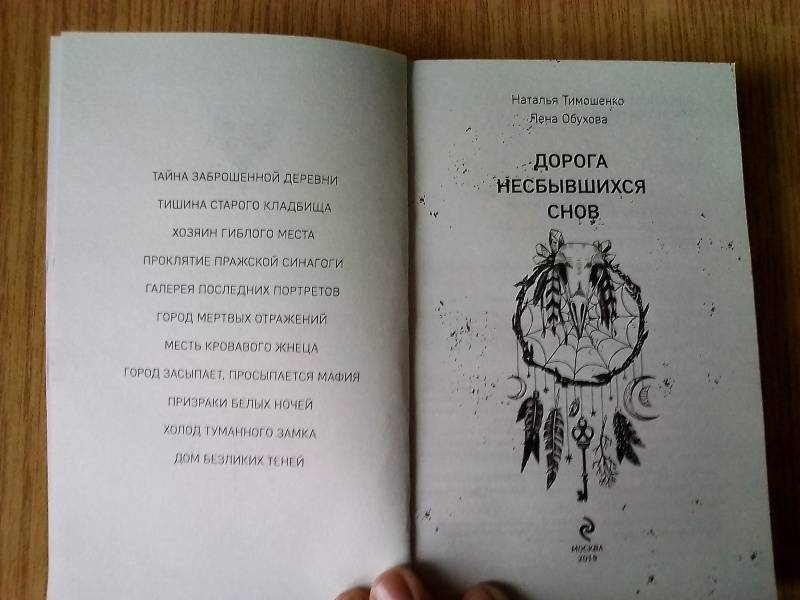 ТАЙНА ЗАБРОШЕННОЙ ДЕРЕВНИ
ТИШИНА СТАРОГО КЛАДБИЩА
ХОЗЯИН ГИБЛОГО МЕСТА
ПРОКЛЯТИЕ ПРАЖСКОЙ СИНАГОГИ
ГАЛЕРЕЯ ПОСЛЕДНИХ ПОРТРЕТОВ
ГОРОД МЕРТВЫХ ОТРАЖЕНИЙ
МЕСТЬ КРОВАВОГО ЖНЕЦА
ГОРОД ЗАСЫПАЕТ, ПРОСЫПАЕТСЯ МАФИЯ
ПРИЗРАКИ БЕЛЫХ НОЧЕЙ
ХОЛОД ТУМАННОГО ЗАМКА
ДОМ БЕЗЛИКИХ ТЕНЕЙ
Наталья Тимошенко
Лена Обухова
ДОРОГА
НЕСБЫВШИХСЯ
СНОВ
МОСКВА
2019